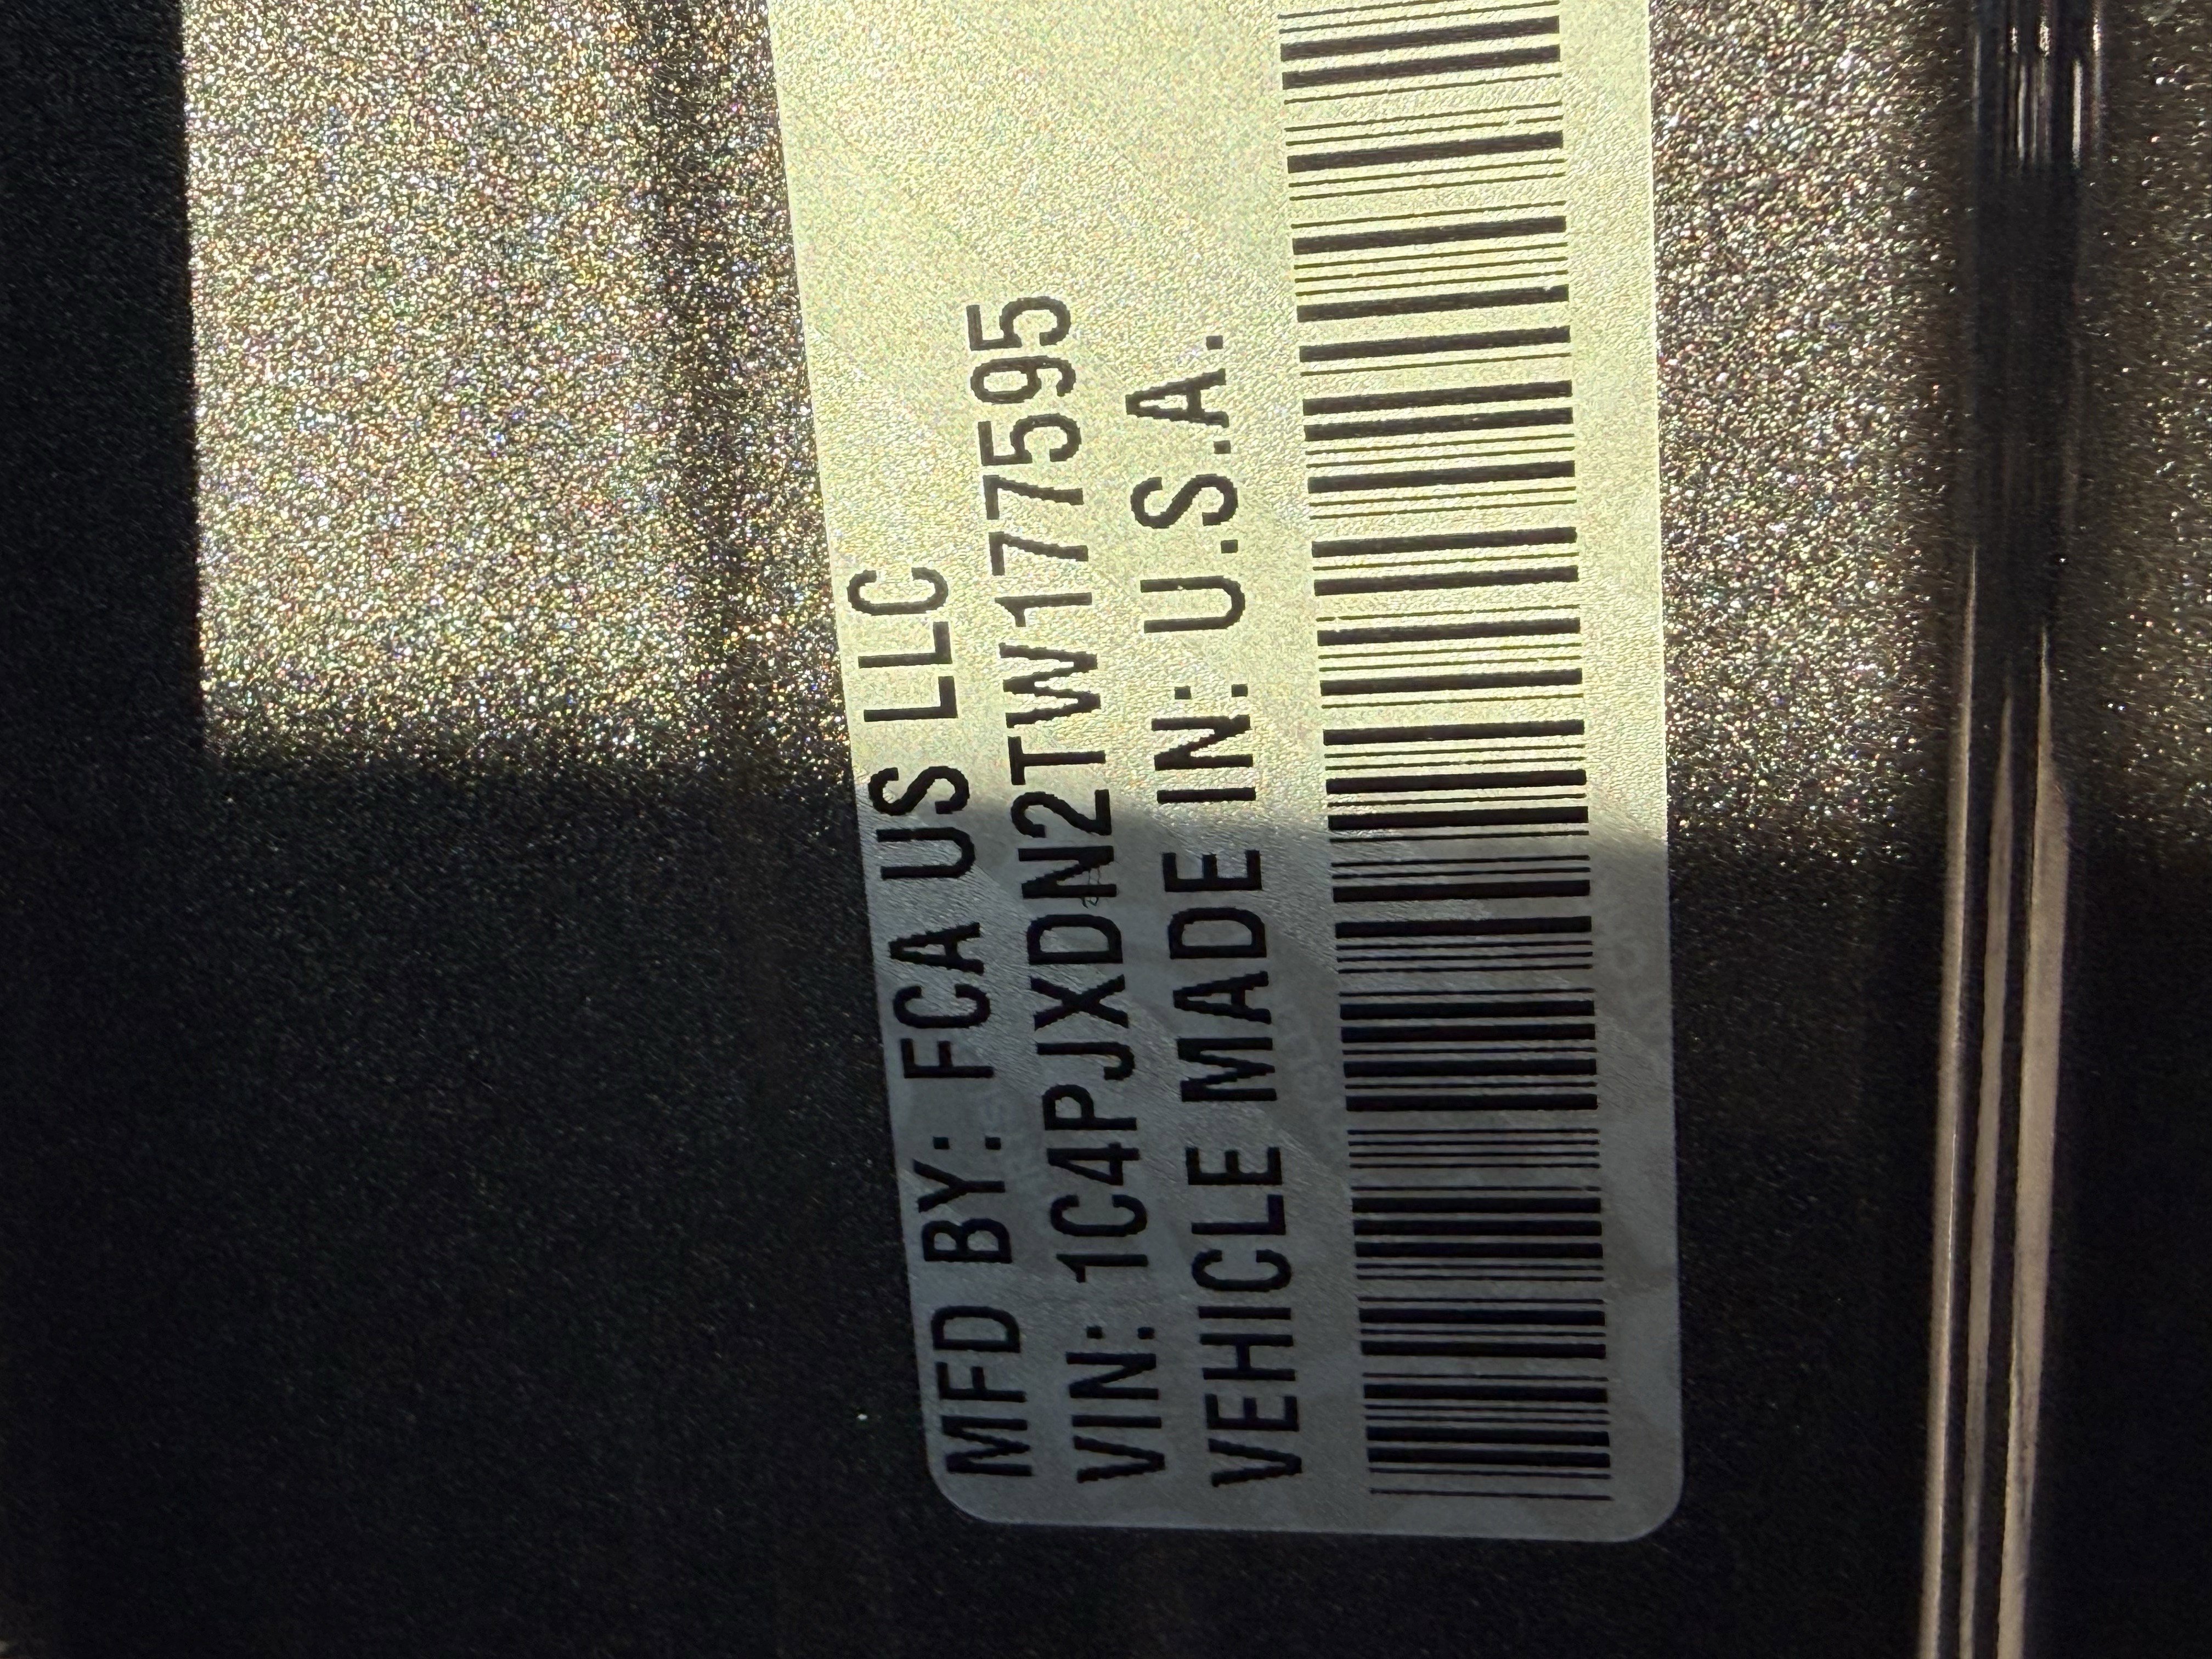 MFD BY: FCA US LLC
VIN: 1C4PJXDN2TW177595
VEHICLE MADE IN: U.S.A.